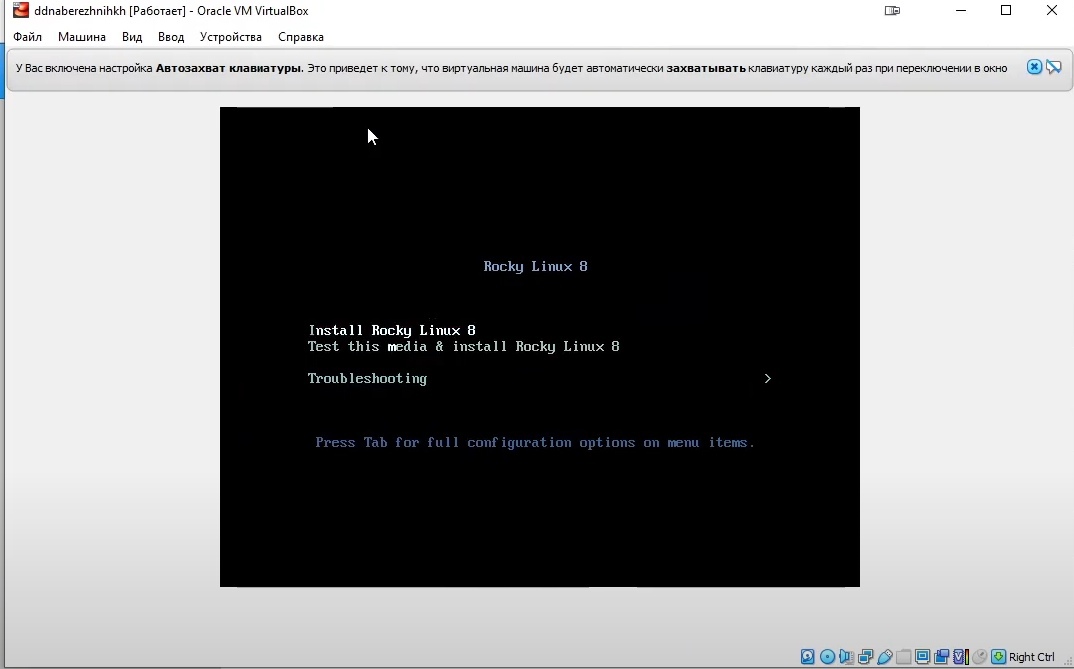 ddnaberezhnihkh [Работает] - Oracle VM VirtualBox
Файл Машина Вид Ввод Устройства Справка
У Вас включена настройка Автозахват клавиатуры. Это приведет к тому, что виртуальная машина будет автоматически захватывать клавиатуру каждый раз при переключении в окно
Rocky Linux 8
Install Rocky Linux 8
Test this media & install Rocky Linux 8
Troubleshooting >
Press Tab for full configuration options on menu items.
Right Ctrl